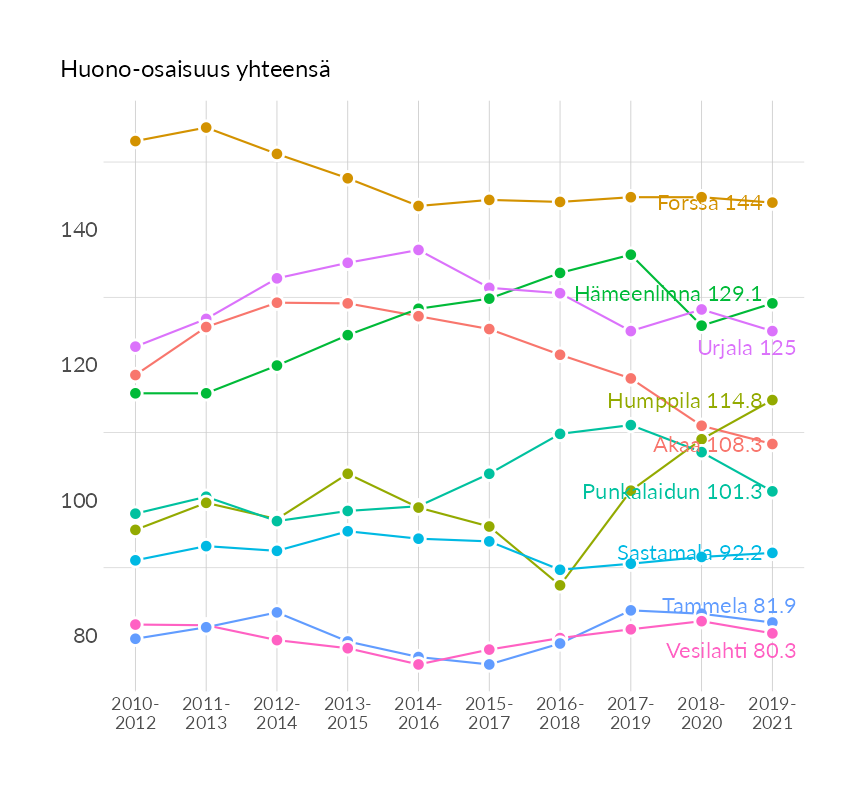 Huono-osaisuus yhteensä
Forssa 144
140
Hämeenlinna 129.1
Urjala 125
120
Humppila 114.8
Akaa 108.3
100
Punkalaidun 101.3
Sastamala 92.2
Tammela 81.9
80
Vesilahti 80.3
2010- 2011- 2012- 2013- 2014- 2015- 2016- 2017- 2018- 2019-
2012 2013 2014 2015 2016 2017 2018 2019 2020 2021